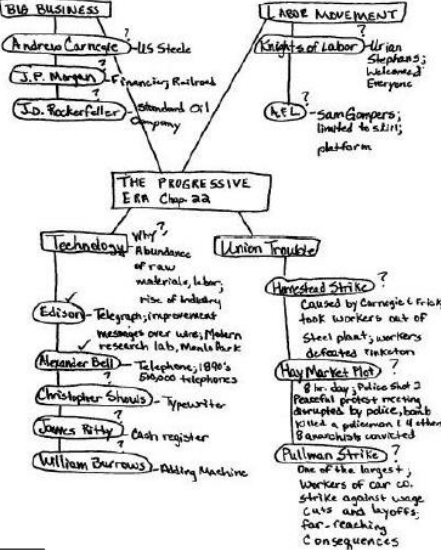 BIG BUSINESS
?
Andrew Carnegie - US Steele
?
J.P. Morgan - Financier; Railroad
?
J.D. Rockerfeller - Standard Oil
Company
LABOR MOVEMENT
?
Knights of Labor - Urian
Stephans;
Welcomed
Everyone
?
A.F.L - Sam Gompers;
limited to skill;
platform
THE PROGRESSIVE
ERA Chap. 22
Technology
Why?
Abundance
of raw
materials, labor;
rise of Industry
Edison - Telegraph; improvement
messages over wire; Modern
research lab, Menlo Park
Alexander Bell - Telephone; 1890's
500,000 telephones
?
Christopher Showls - Typewriter
?
James Ritty - Cash register
?
William Burrows - Adding Machine
Union Trouble
?
Homestead Strike
Caused by Carnegie & Frick
took workers out of
Steel plant; workers
defeated Pinkerton
?
Hay Market Plot
8 hr. day; Police Shot 2
Peaceful protest meeting
disrupted by police, bomb
killed a policeman & 4 others
8 anarchists convicted
?
Pullman Strike
One of the largest;
Workers of car co.
strike against wage
cuts and layoffs;
far-reaching
Consequences